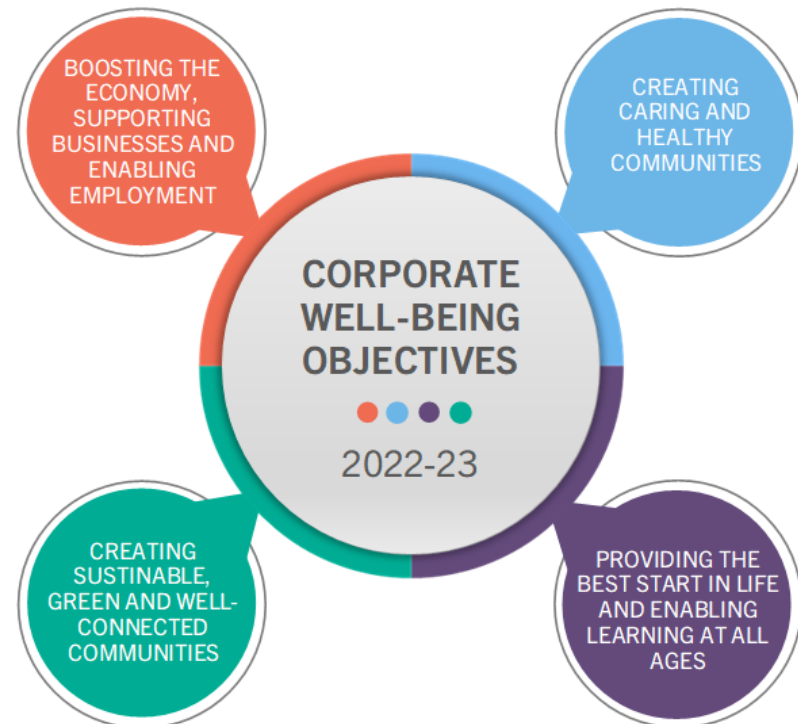 BOOSTING THE
ECONOMY,
SUPPORTING
BUSINESSES AND
ENABLING
EMPLOYMENT
CREATING
CARING AND
HEALTHY
COMMUNITIES
CORPORATE
WELL-BEING
OBJECTIVES
2022-23
CREATING
SUSTINABLE,
GREEN AND WELL-
CONNECTED
COMMUNITIES
PROVIDING THE
BEST START IN LIFE
AND ENABLING
LEARNING AT ALL
AGES